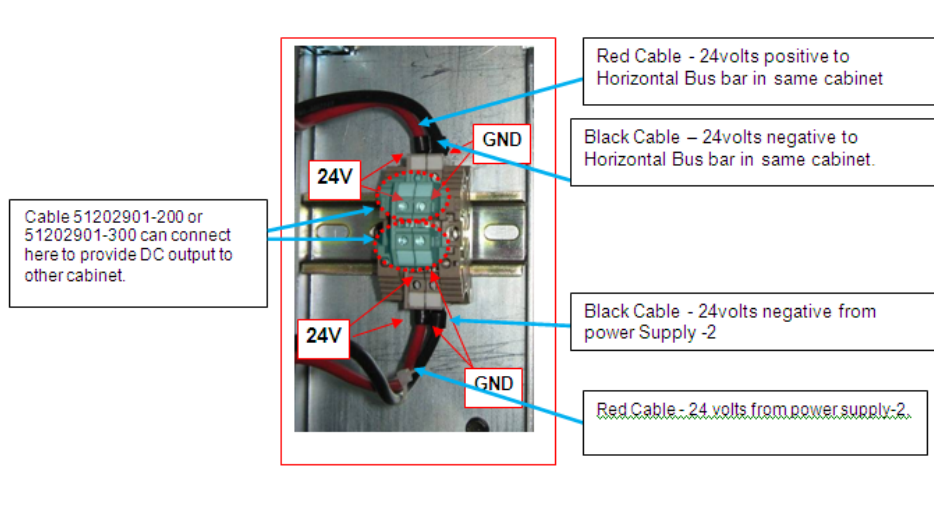 Red Cable - 24volts positive to
Horizontal Bus bar in same cabinet
Black Cable – 24volts negative to
Horizontal Bus bar in same cabinet.
GND
24V
Cable 51202901-200 or
51202901-300 can connect
here to provide DC output to
other cabinet.
Black Cable - 24volts negative from
power Supply -2
24V
GND
Red Cable - 24 volts from power supply-2.